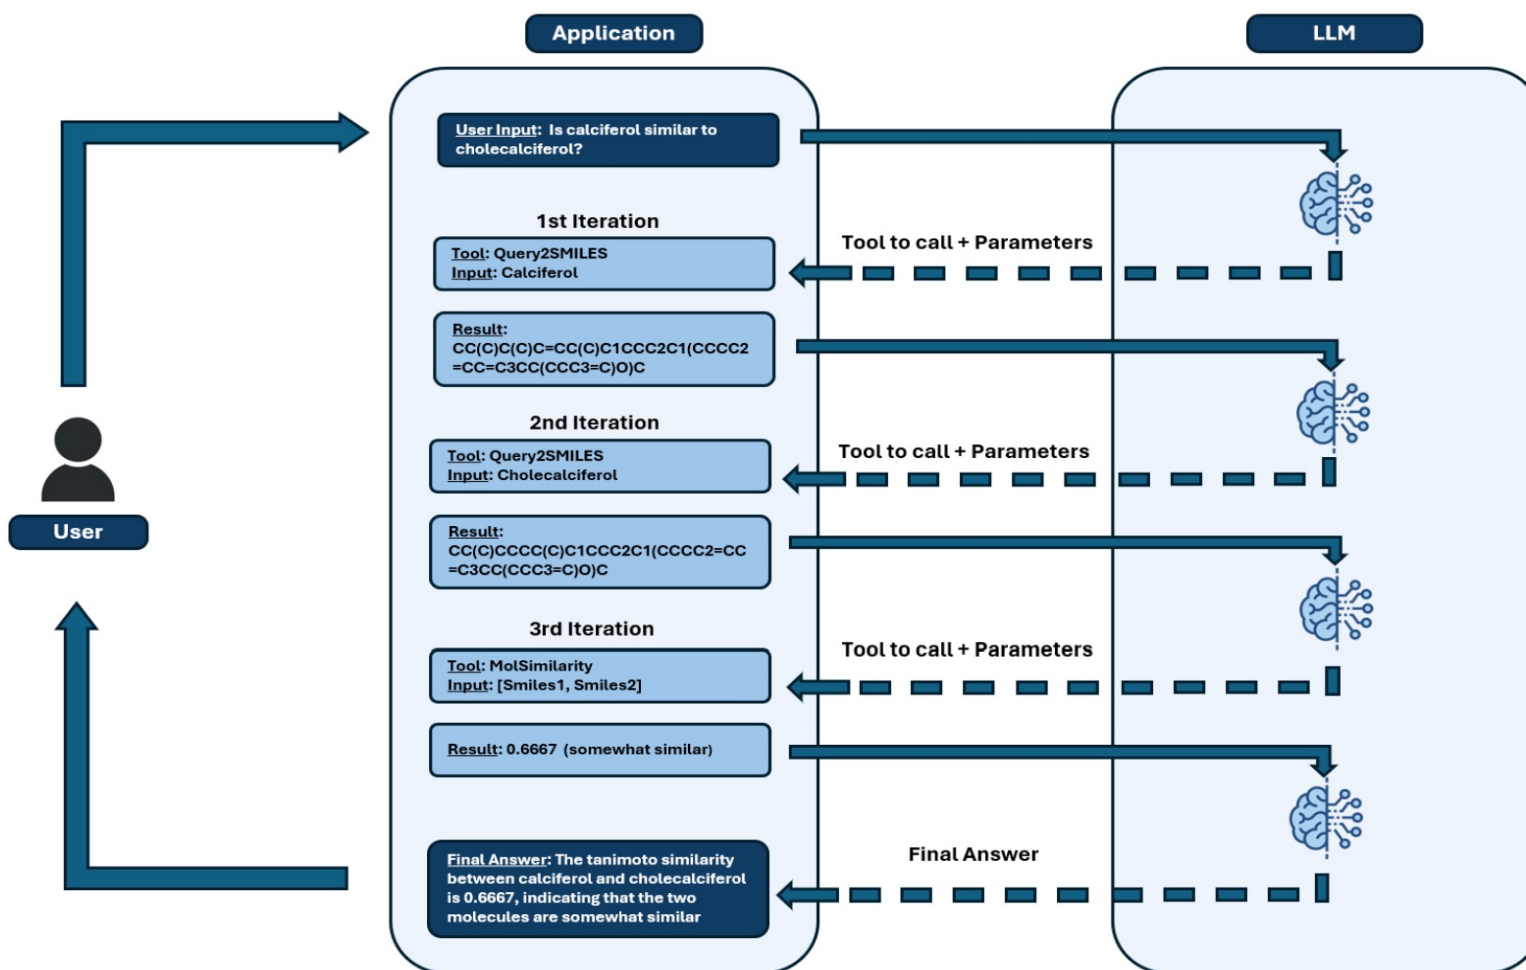 Application
LLM
User Input: Is calciferol similar to
cholecalciferol?
1st Iteration
Tool to call + Parameters
Tool: Query2SMILES
Input: Calciferol
Result:
CC(C)C(C)C=CC(C)C1CCC2C1(CCCC2
=CC=C3CC(CCC3=C)O)C
2nd Iteration
Tool to call + Parameters
Tool: Query2SMILES
Input: Cholecalciferol
User
Result:
CC(C)CCCC(C)C1CCC2C1(CCCC2=CC
=C3CC(CCC3=C)O)C
3rd Iteration
Tool to call + Parameters
Tool: MolSimilarity
Input: [Smiles1, Smiles2]
Result: 0.6667 (somewhat similar)
Final Answer
Final Answer: The tanimoto similarity
between calciferol and cholecalciferol
is 0.6667, indicating that the two
molecules are somewhat similar